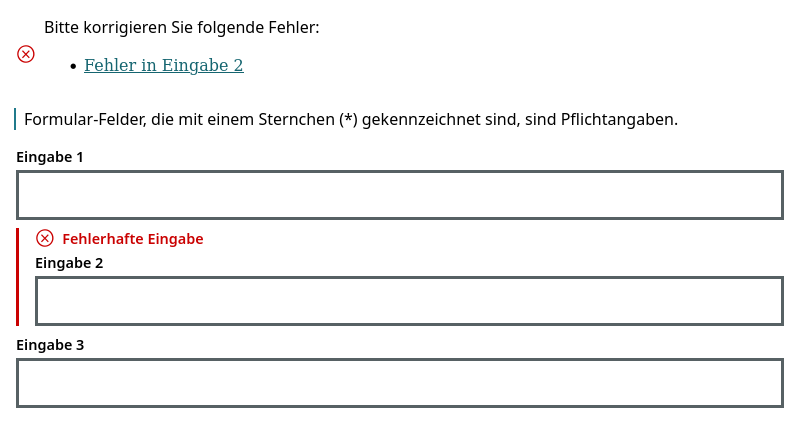 Bitte korrigieren Sie folgende Fehler:
• Fehler in Eingabe 2
Formular-Felder, die mit einem Sternchen (*) gekennzeichnet sind, sind Pflichtangaben.
Eingabe 1
Fehlerhafte Eingabe
Eingabe 2
Eingabe 3